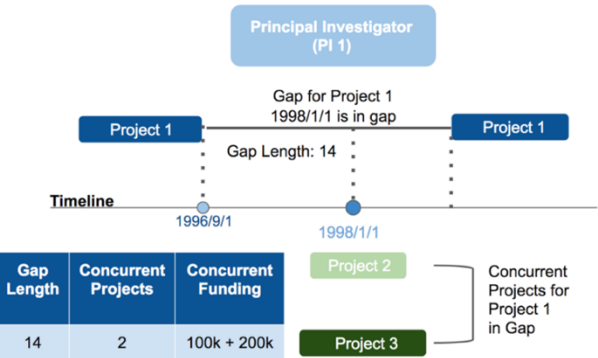 Principal Investigator
(PI 1)
Gap for Project 1
1998/1/1 is in gap
Project 1
Project 1
Gap Length: 14
Timeline
1996/9/1
1998/1/1
Gap Length
Concurrent Projects
Concurrent Funding
14
2
100k + 200k
Project 2
Project 3
Concurrent
Projects for
Project 1
in Gap